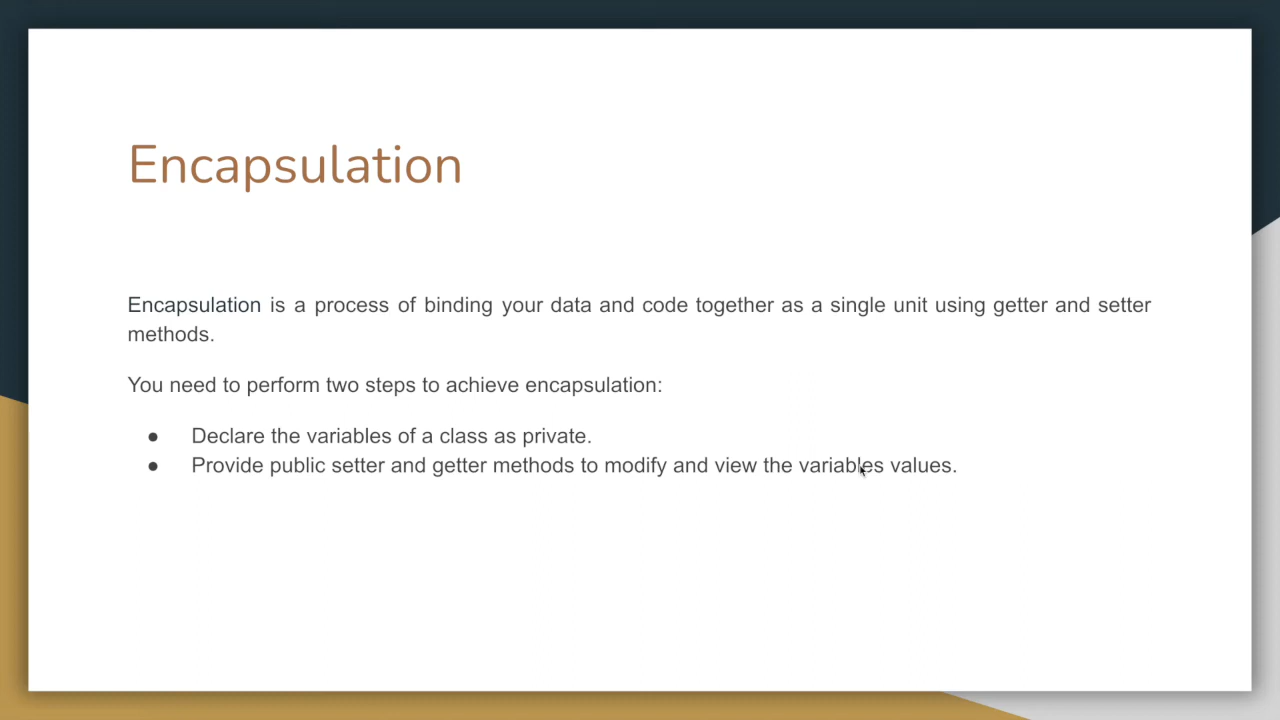 Encapsulation
Encapsulation is a process of binding your data and code together as a single unit using getter and setter
methods.
You need to perform two steps to achieve encapsulation:
● Declare the variables of a class as private.
● Provide public setter and getter methods to modify and view the variables values.